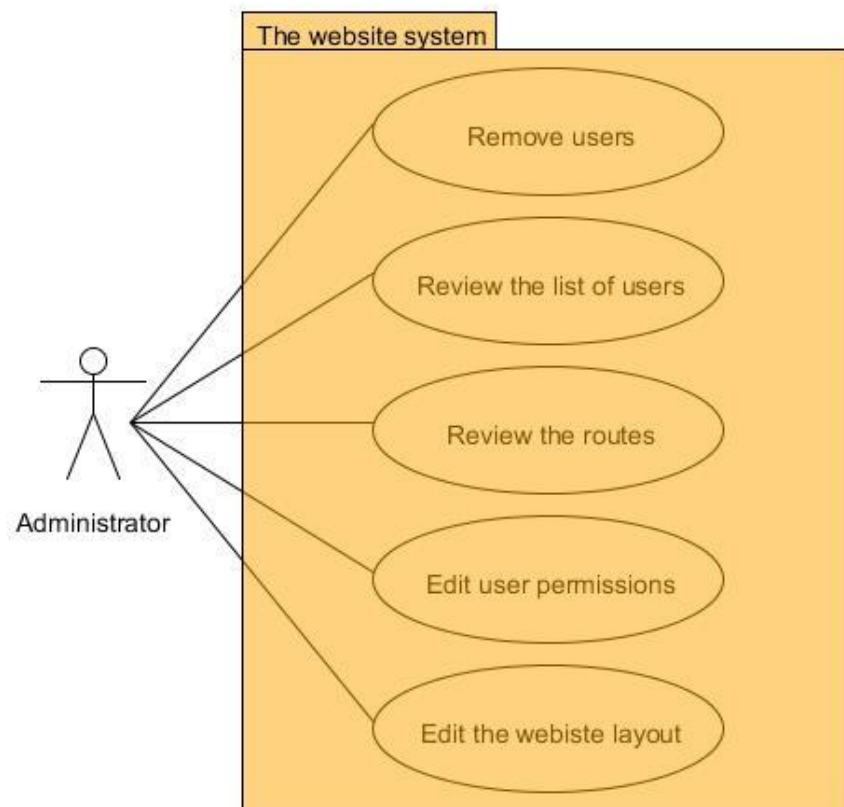 The website system
Remove users
Review the list of users
Review the routes
Administrator
Edit user permissions
Edit the webiste layout